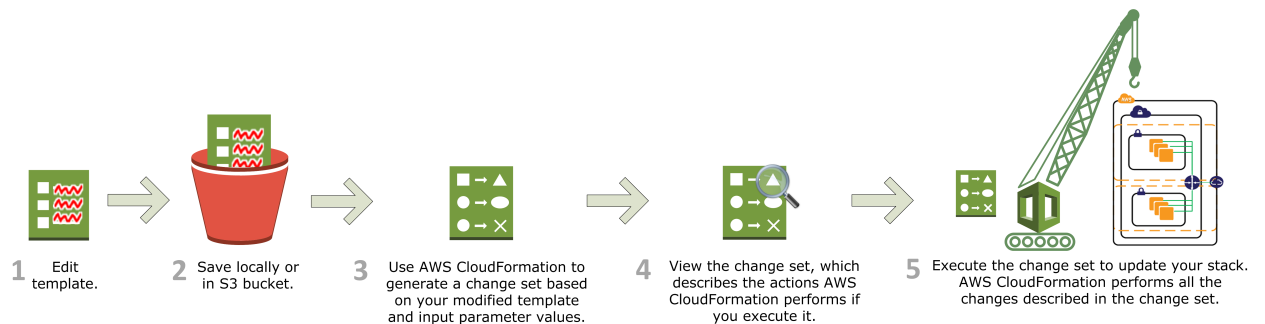 1 Edit
template.
2 Save locally or
in S3 bucket.
3 Use AWS CloudFormation to
generate a change set based
on your modified template
and input parameter values.
4 View the change set, which
describes the actions AWS
CloudFormation performs if
you execute it.
5 Execute the change set to update your stack.
AWS CloudFormation performs all the
changes described in the change set.
AWS